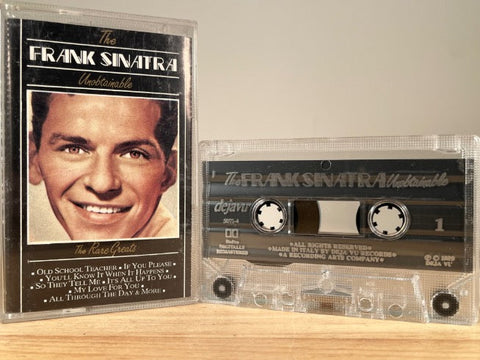 The
FRANK SINATRA
Unobtainable
The Rare Greats
OLD SCHOOL TEACHER • IF YOU PLEASE
YOU'LL KNOW IT WHEN IT HAPPENS •
SO THEY TELL ME • IT'S ALL UP TO YOU
MY LOVE FOR YOU •
ALL THROUGH THE DAY & MORE •
The FRANK SINATRA Unobtainable
dejavu
1
DIGITALLY
REMASTERED
• ALL RIGHTS RESERVED •
MADE IN ITALY BY DEJA VU RECORDS •
A RECORDING ARTS COMPANY •
℗ © 1989
DEJA VU